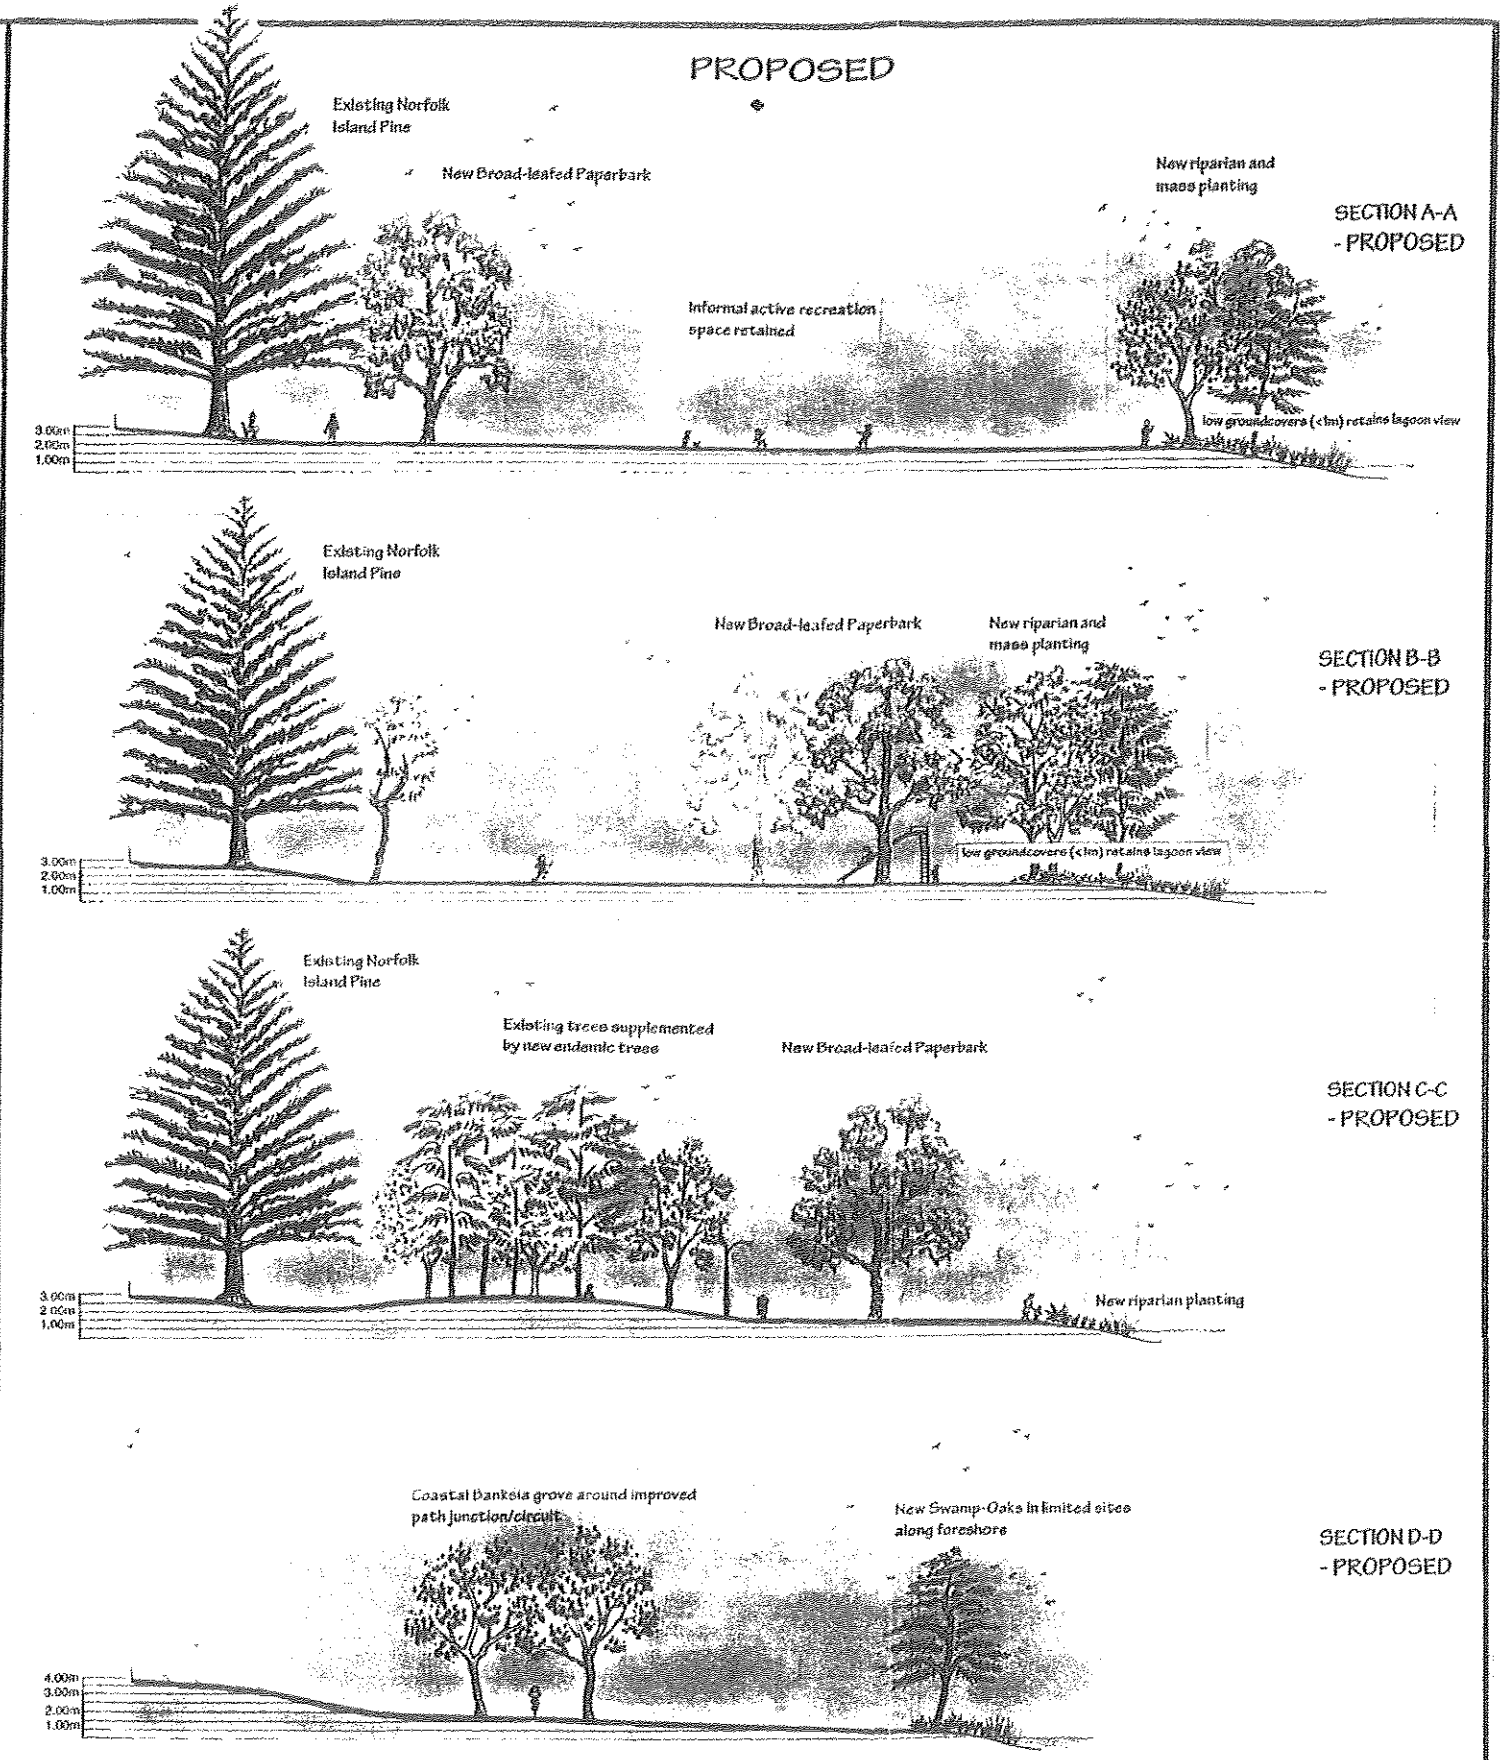 PROPOSED
Existing Norfolk
Island Pine
New Broad-leafed Paperbark
New riparian and
mass planting
SECTION A-A
- PROPOSED
Informal active recreation
space retained
low groundcovers (<1m) retains lagoon view
3.00m
2.00m
1.00m
Existing Norfolk
Island Pine
New Broad-leafed Paperbark
New riparian and
mass planting
SECTION B-B
- PROPOSED
low groundcovers (<1m) retains lagoon view
3.00m
2.00m
1.00m
Existing Norfolk
Island Pine
Existing trees supplemented
by new endemic trees
New Broad-leafed Paperbark
SECTION C-C
- PROPOSED
New riparian planting
3.00m
2.00m
1.00m
Coastal Banksia grove around improved
path junction/circuit
New Swamp-Oaks in limited sites
along foreshore
SECTION D-D
- PROPOSED
4.00m
3.00m
2.00m
1.00m